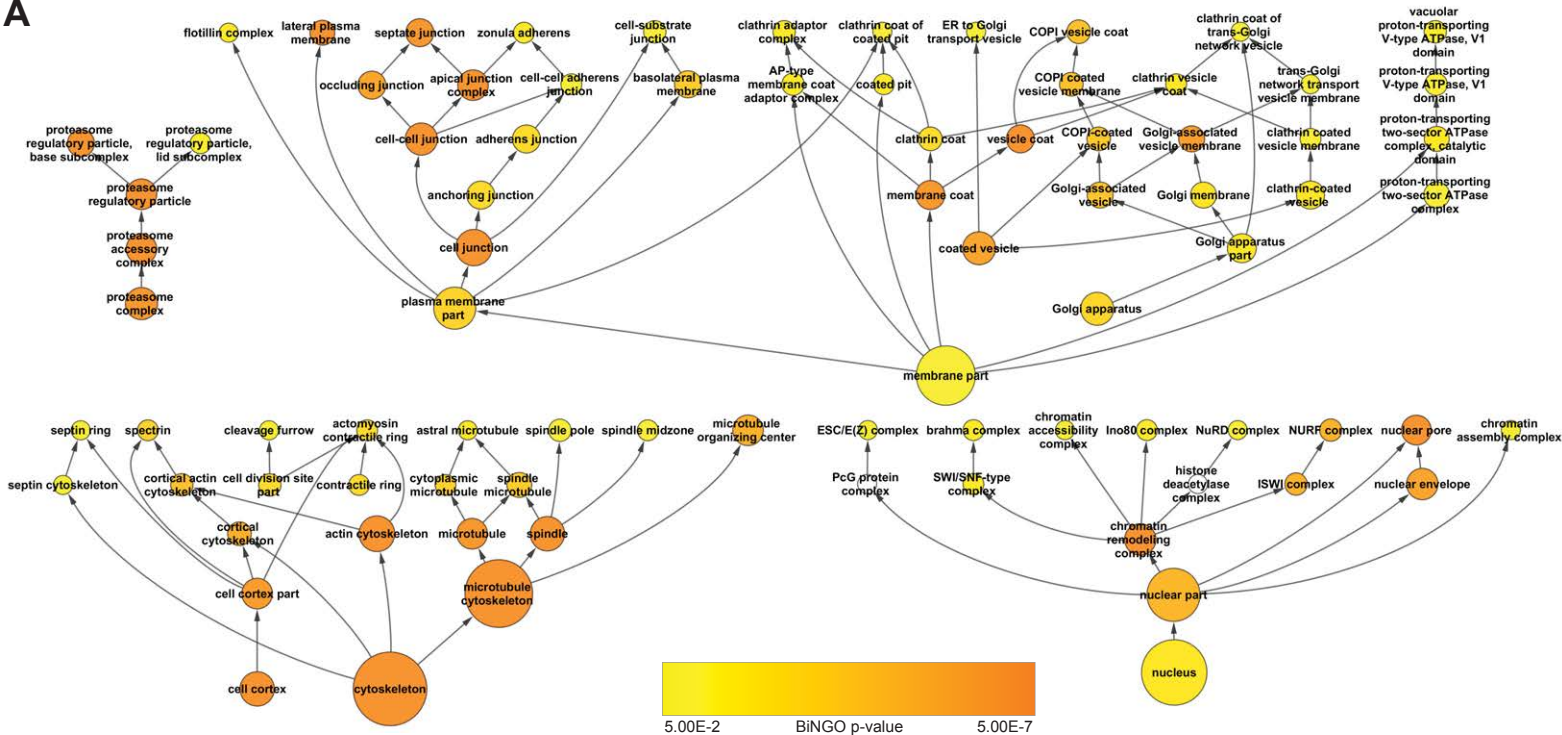 A
flotillin complex
lateral plasma
membrane
septate junction
zonula adherens
cell-substrate
junction
clathrin adaptor
complex
clathrin coat of
coated pit
ER to Golgi
transport vesicle
COPI vesicle coat
clathrin coat of
trans-Golgi
network vesicle
vacuolar
proton-transporting
V-type ATPase, V1
domain
occluding junction
apical junction
complex
cell-cell adherens
junction
basolateral plasma
membrane
AP-type
membrane coat
adaptor complex
coated pit
COPI coated
vesicle membrane
clathrin vesicle
coat
trans-Golgi
network transport
vesicle membrane
proton-transporting
V-type ATPase, V1
domain
proteasome
regulatory particle,
base subcomplex
proteasome
regulatory particle,
lid subcomplex
cell-cell junction
adherens junction
clathrin coat
vesicle coat
COPI-coated
vesicle
Golgi-associated
vesicle membrane
clathrin coated
vesicle membrane
proton-transporting
two-sector ATPase
complex, catalytic
domain
proteasome
regulatory particle
anchoring junction
membrane coat
Golgi-associated
vesicle
Golgi membrane
clathrin-coated
vesicle
proton-transporting
two-sector ATPase
complex
proteasome
accessory
complex
cell junction
coated vesicle
Golgi apparatus
part
proteasome
complex
plasma membrane
part
Golgi apparatus
membrane part
septin ring
spectrin
cleavage furrow
actomyosin
contractile ring
astral microtubule
spindle pole
spindle midzone
microtubule
organizing center
ESC/E(Z) complex
brahma complex
chromatin
accessibility
complex
Ino80 complex
NuRD complex
NURF complex
nuclear pore
chromatin
assembly complex
septin cytoskeleton
cortical actin
cytoskeleton
cell division site
part
contractile ring
cytoplasmic
microtubule
spindle
microtubule
PcG protein
complex
SWI/SNF-type
complex
histone
deacetylase
complex
ISWI complex
nuclear envelope
cortical
cytoskeleton
actin cytoskeleton
microtubule
spindle
chromatin
remodeling
complex
cell cortex part
microtubule
cytoskeleton
nuclear part
cell cortex
cytoskeleton
nucleus
5.00E-2
BiNGO p-value
5.00E-7